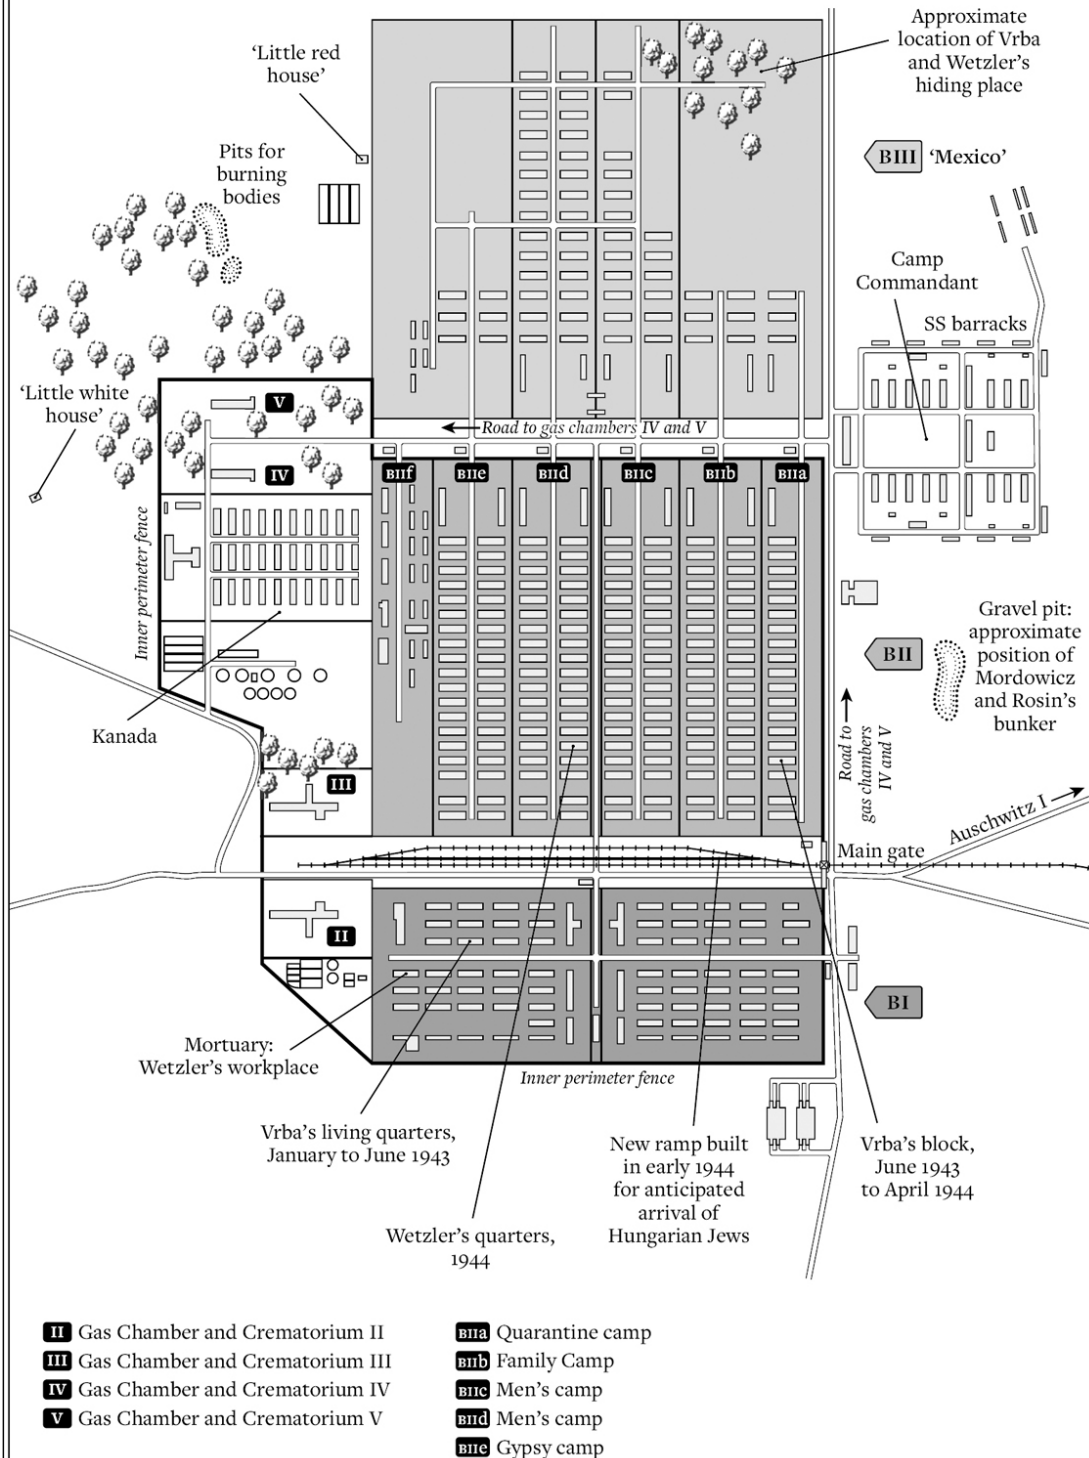 Approximate
location of Vrba
and Wetzler’s
hiding place
‘Little red
house’
Pits for
burning
bodies
BIII ‘Mexico’
Camp
Commandant
SS barracks
‘Little white
house’
V
Road to gas chambers IV and V
IV
BIIf BIIe BIId BIIc BIIb BIIa
Inner perimeter fence
Gravel pit:
approximate
position of
Mordowicz
and Rosin’s
bunker
BII
Kanada
Road to
gas chambers
IV and V
III
Auschwitz I
Main gate
II
BI
Mortuary:
Wetzler’s workplace
Inner perimeter fence
Vrba’s living quarters,
January to June 1943
New ramp built
in early 1944
for anticipated
arrival of
Hungarian Jews
Vrba’s block,
June 1943
to April 1944
Wetzler’s quarters,
1944
II Gas Chamber and Crematorium II
III Gas Chamber and Crematorium III
IV Gas Chamber and Crematorium IV
V Gas Chamber and Crematorium V
BIIa Quarantine camp
BIIb Family Camp
BIIc Men’s camp
BIId Men’s camp
BIIe Gypsy camp